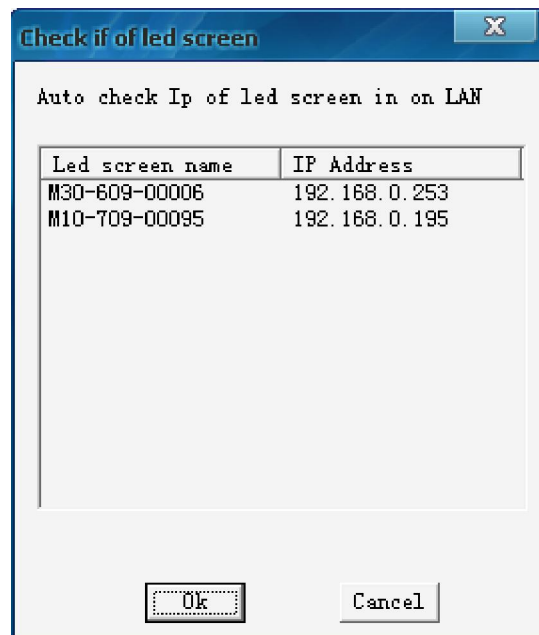 Check if of led screen
X
Auto check Ip of led screen in on LAN
Led screen name IP Address
M30-609-00006 192.168.0.253
M10-709-00095 192.168.0.195
Ok Cancel